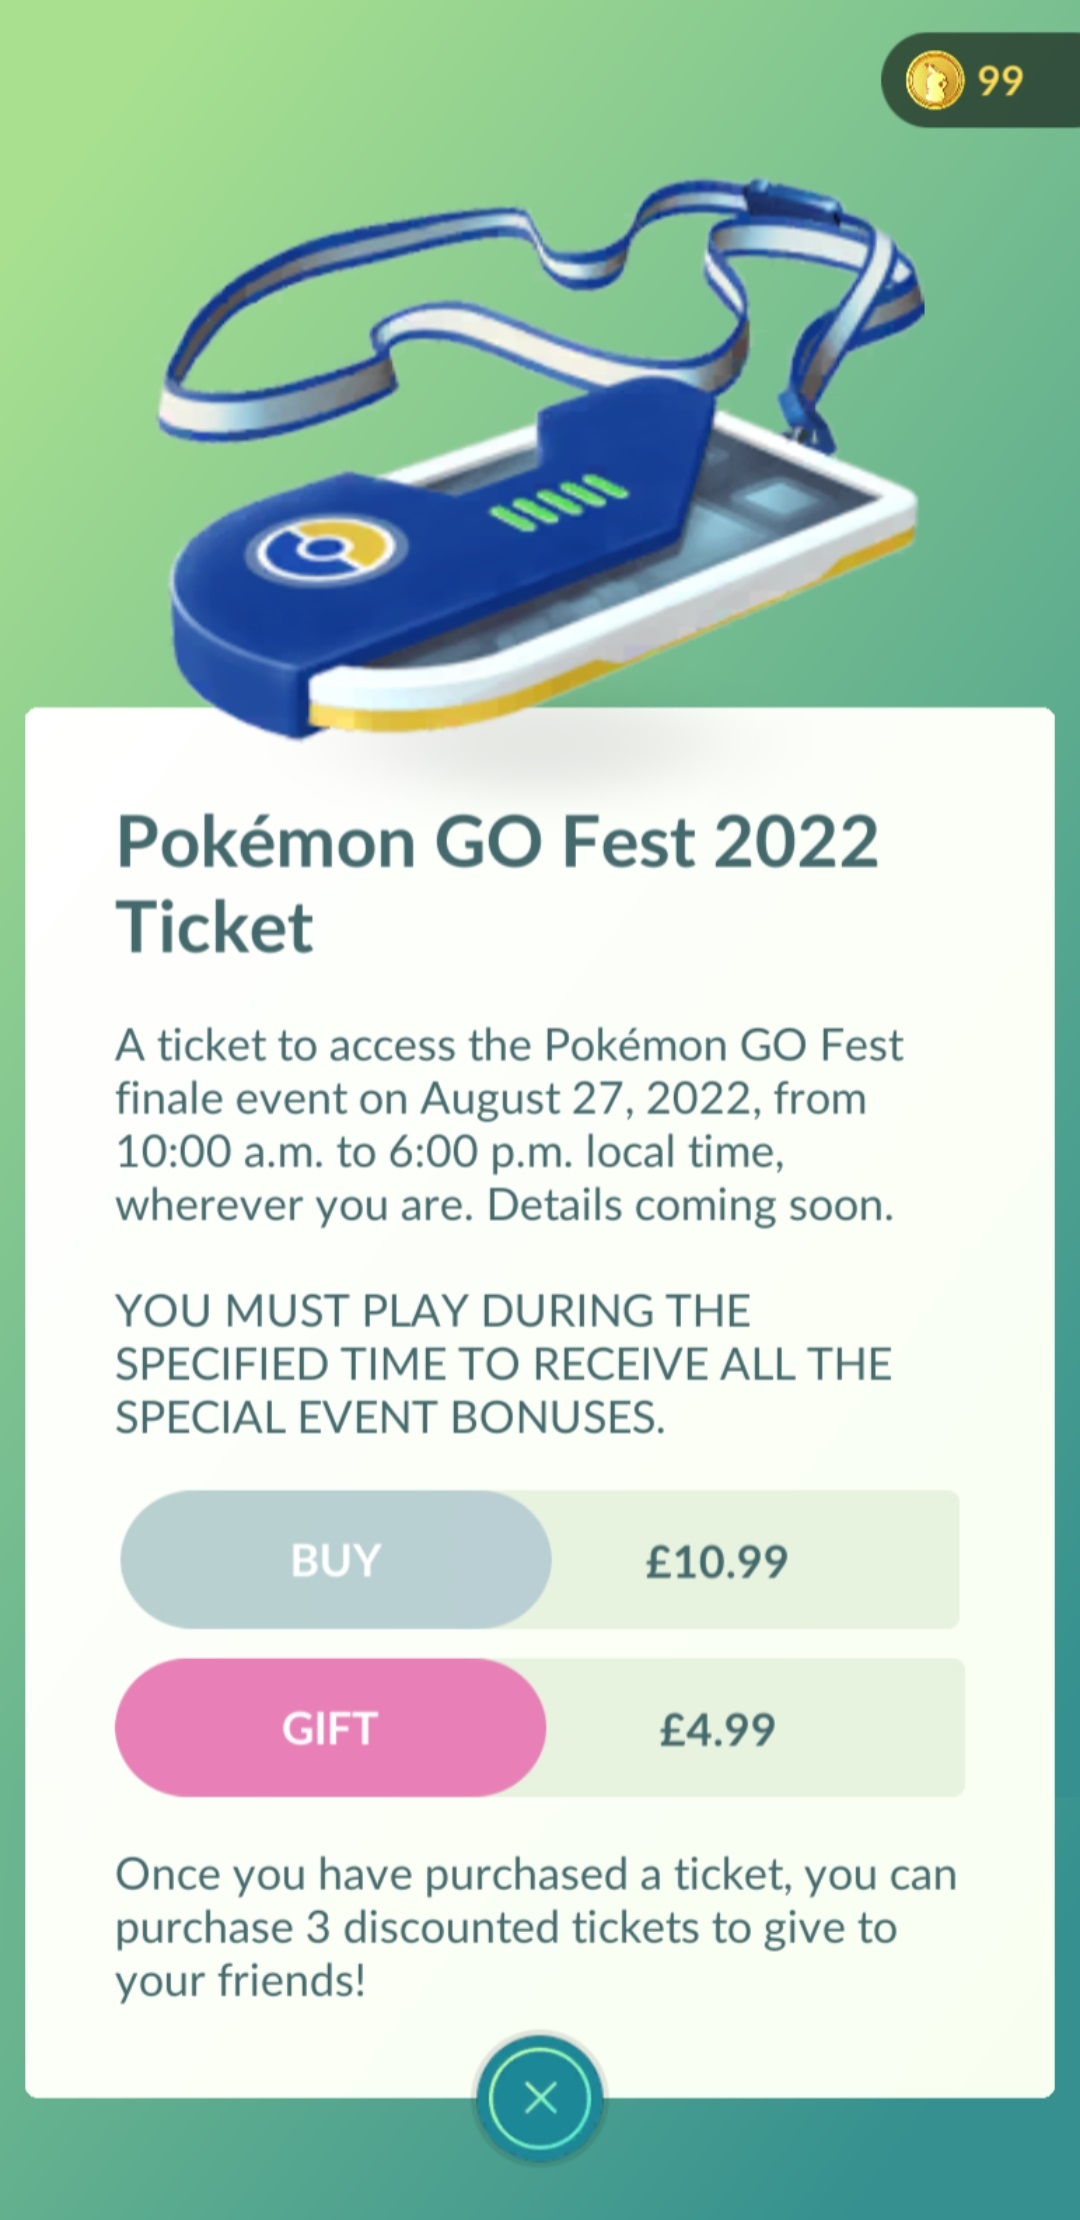 99
Pokémon GO Fest 2022
Ticket
A ticket to access the Pokémon GO Fest
finale event on August 27, 2022, from
10:00 a.m. to 6:00 p.m. local time,
wherever you are. Details coming soon.
YOU MUST PLAY DURING THE
SPECIFIED TIME TO RECEIVE ALL THE
SPECIAL EVENT BONUSES.
BUY £10.99
GIFT £4.99
Once you have purchased a ticket, you can
purchase 3 discounted tickets to give to
your friends!